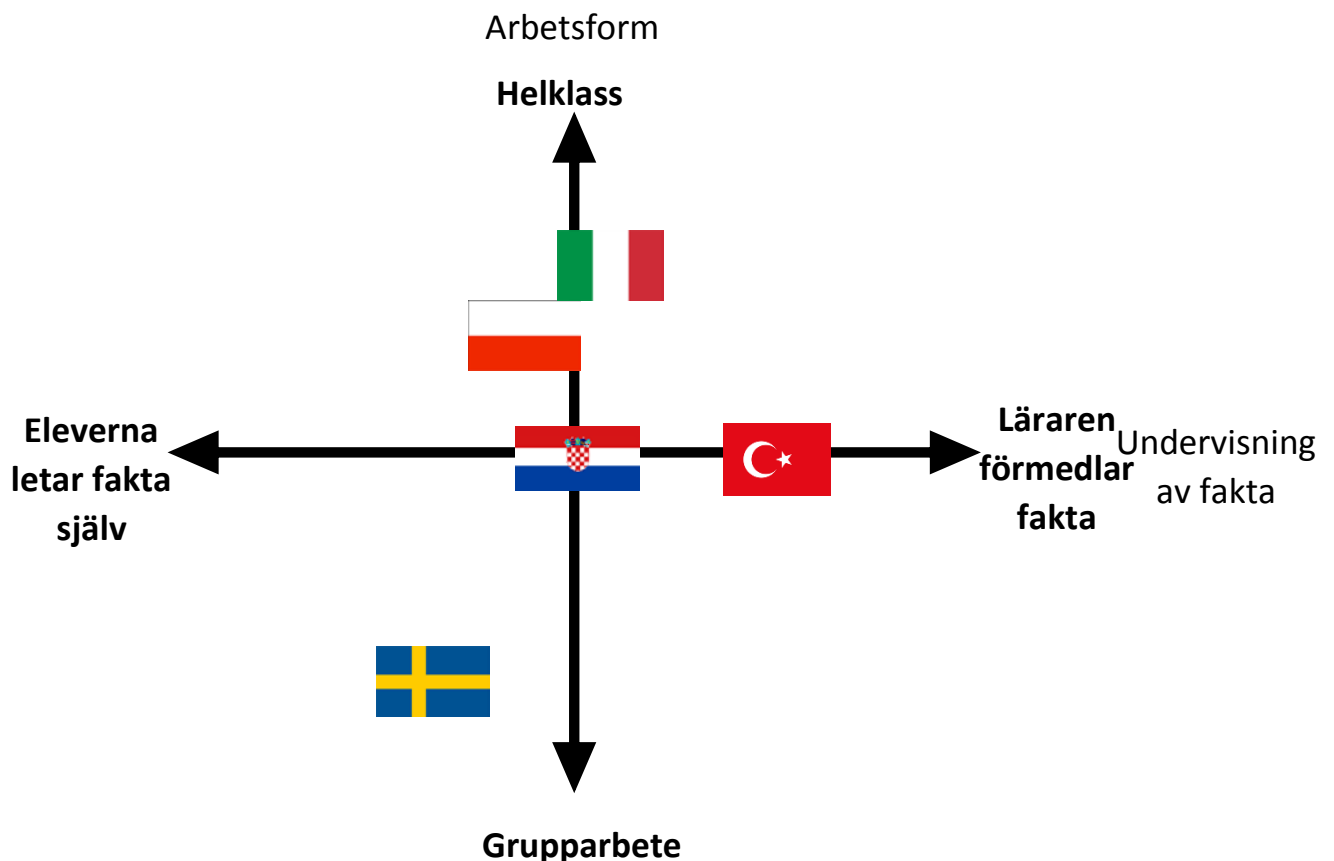 Arbetsform
Helklass
Eleverna
letar fakta
själv
Läraren
förmedlar
fakta
Undervisning
av fakta
Grupparbete